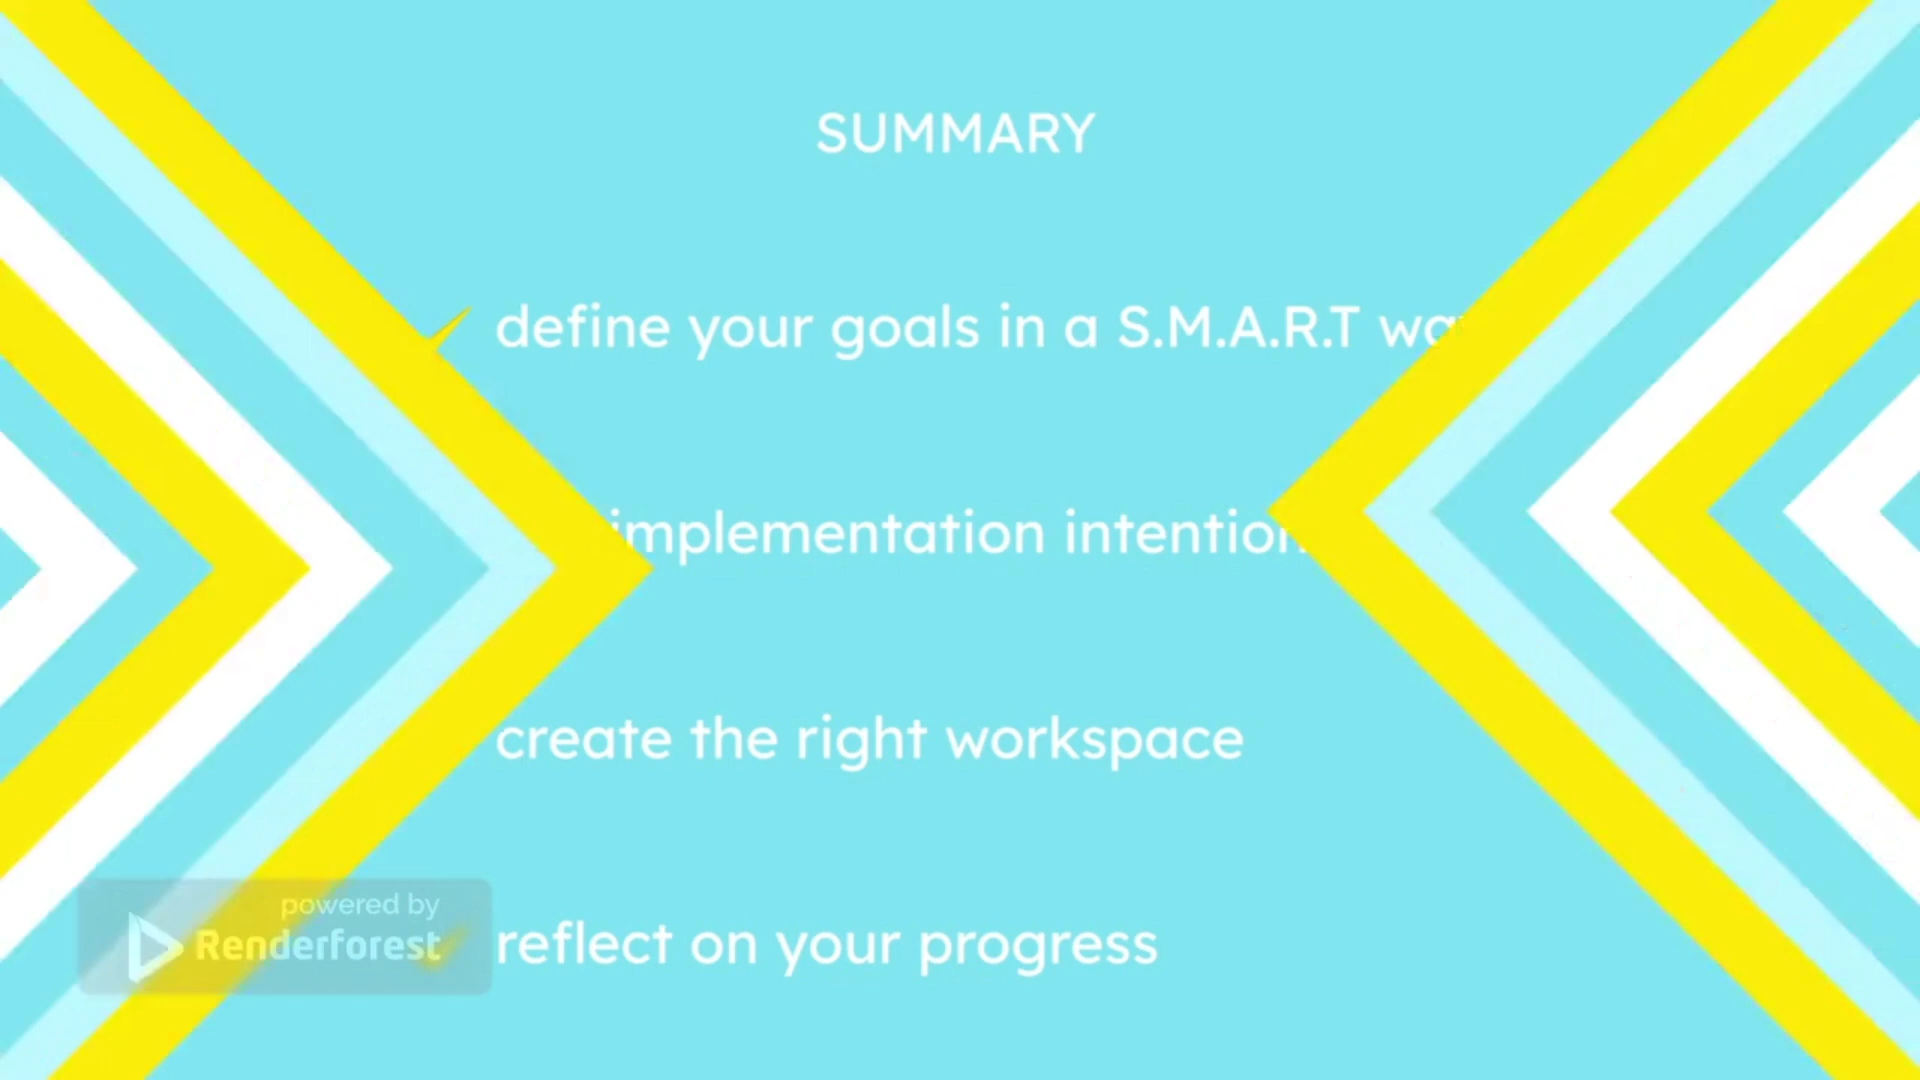 SUMMARY
define your goals in a S.M.A.R.T
implementation
create the right workspace
reflect on your progress
powered by
Renderforest